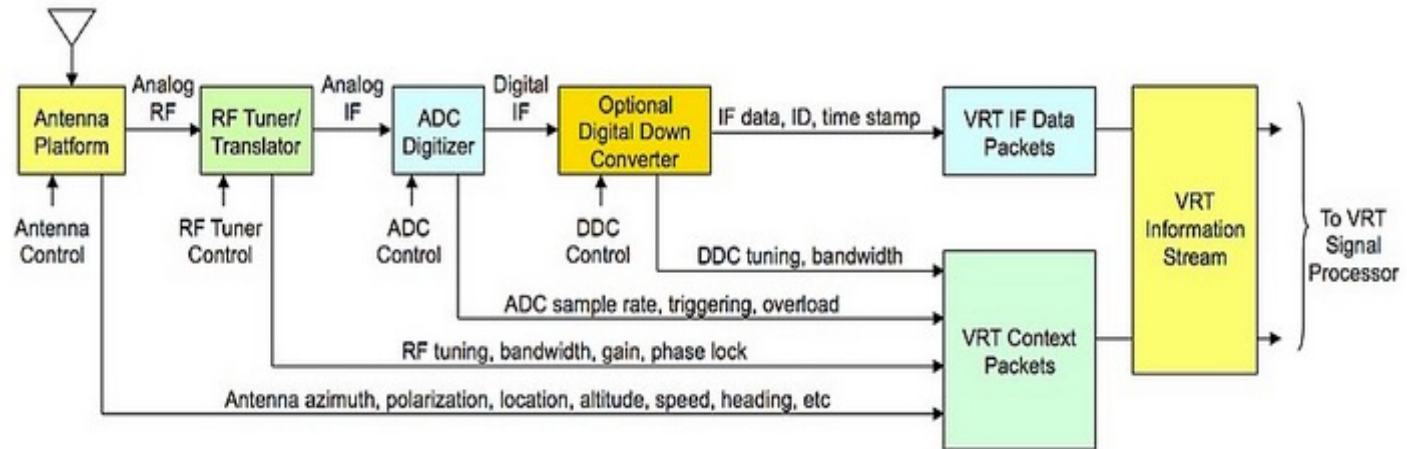 Analog
RF
Analog
IF
Digital
IF
Antenna
Platform
RF Tuner/
Translator
ADC
Digitizer
Optional
Digital Down
Converter
IF data, ID, time stamp
VRT IF Data
Packets
Antenna
Control
RF Tuner
Control
ADC
Control
DDC
Control
VRT
Information
Stream
To VRT
Signal
Processor
DDC tuning, bandwidth
ADC sample rate, triggering, overload
RF tuning, bandwidth, gain, phase lock
Antenna azimuth, polarization, location, altitude, speed, heading, etc
VRT Context
Packets